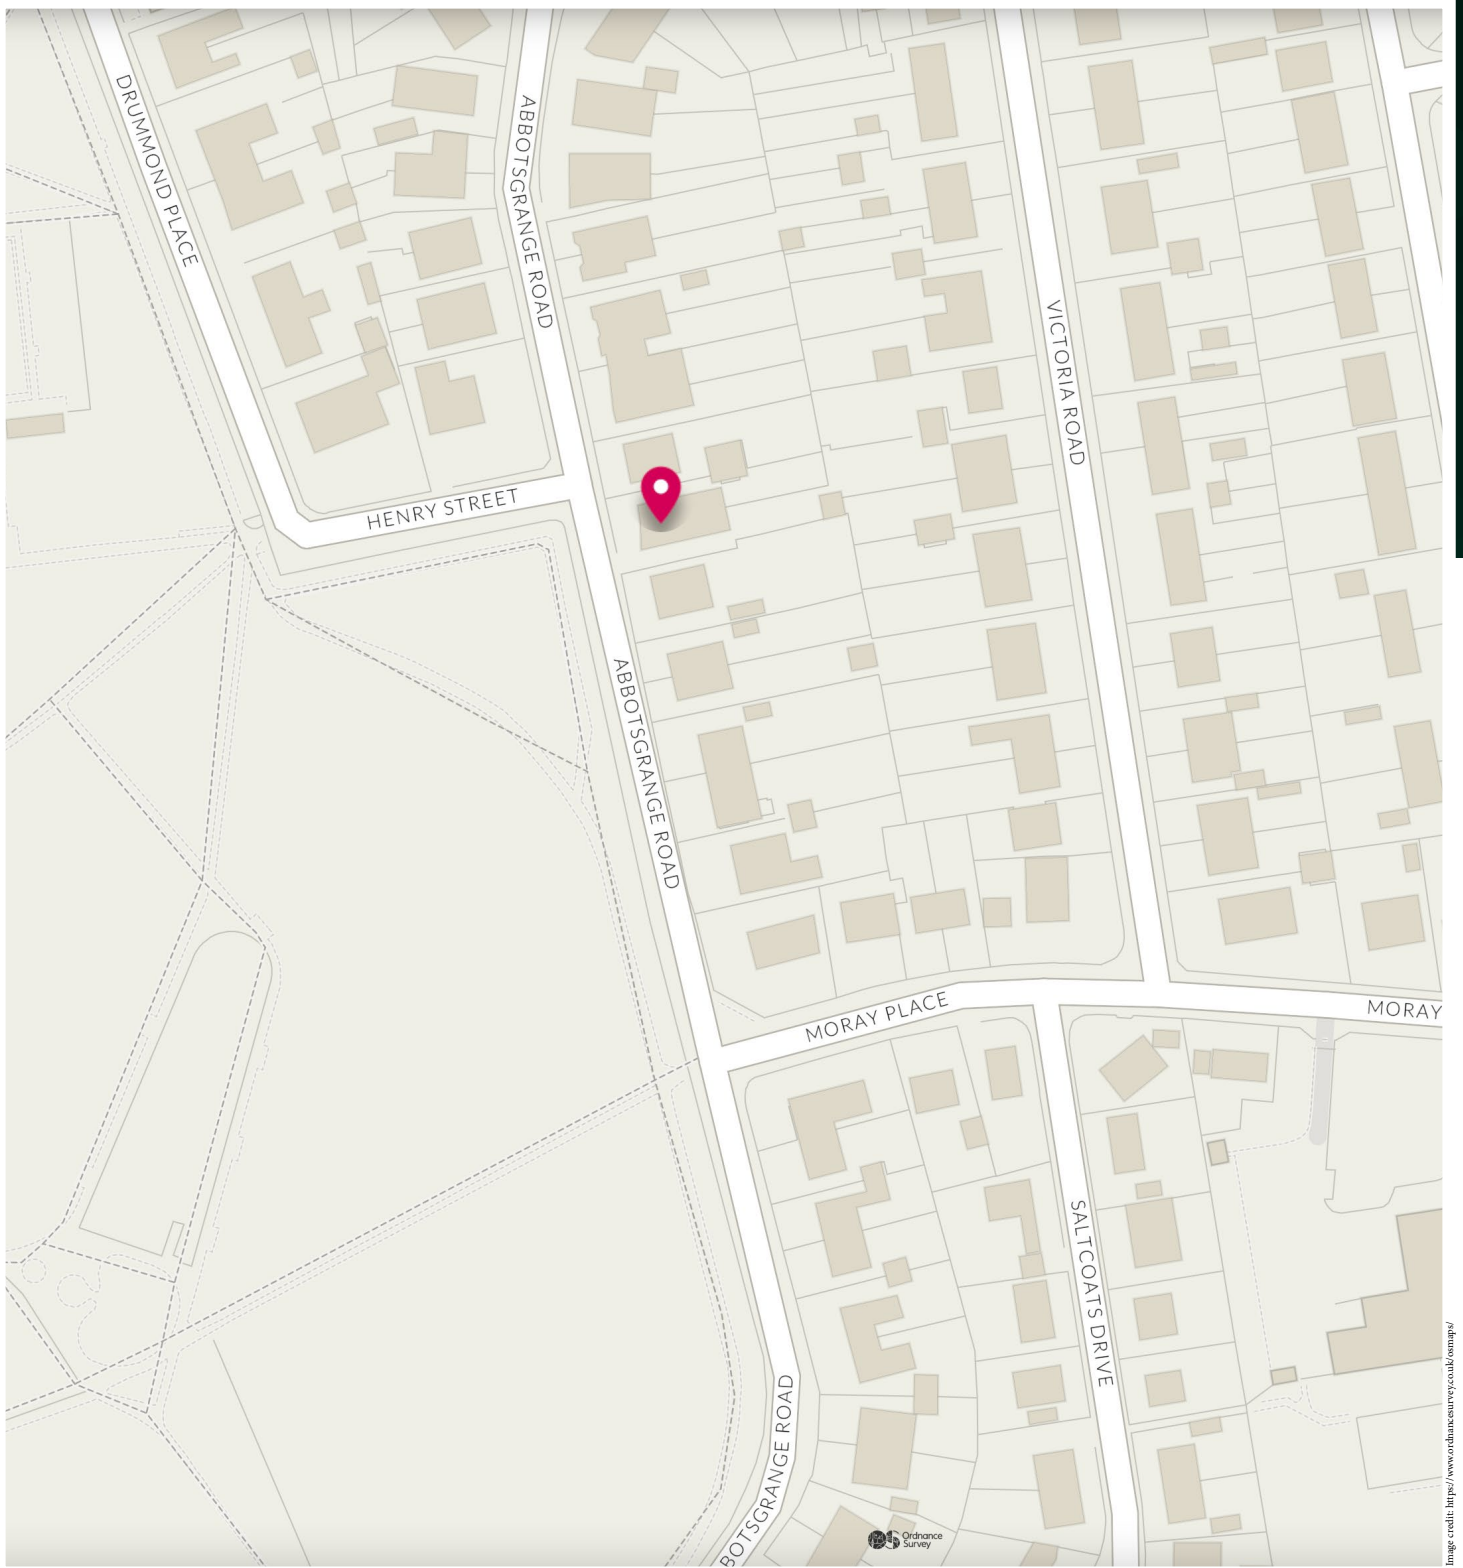 DRUMMOND PLACE
ABBOTSGRANGE ROAD
VICTORIA ROAD
HENRY STREET
ABBOTSGRANGE ROAD
MORAY PLACE
MORAY
SALTCOATS DRIVE
BOTSGRANGE ROAD
Ordnance
Survey
Image credit: https://www.ordnancesurvey.co.uk/osmaps/